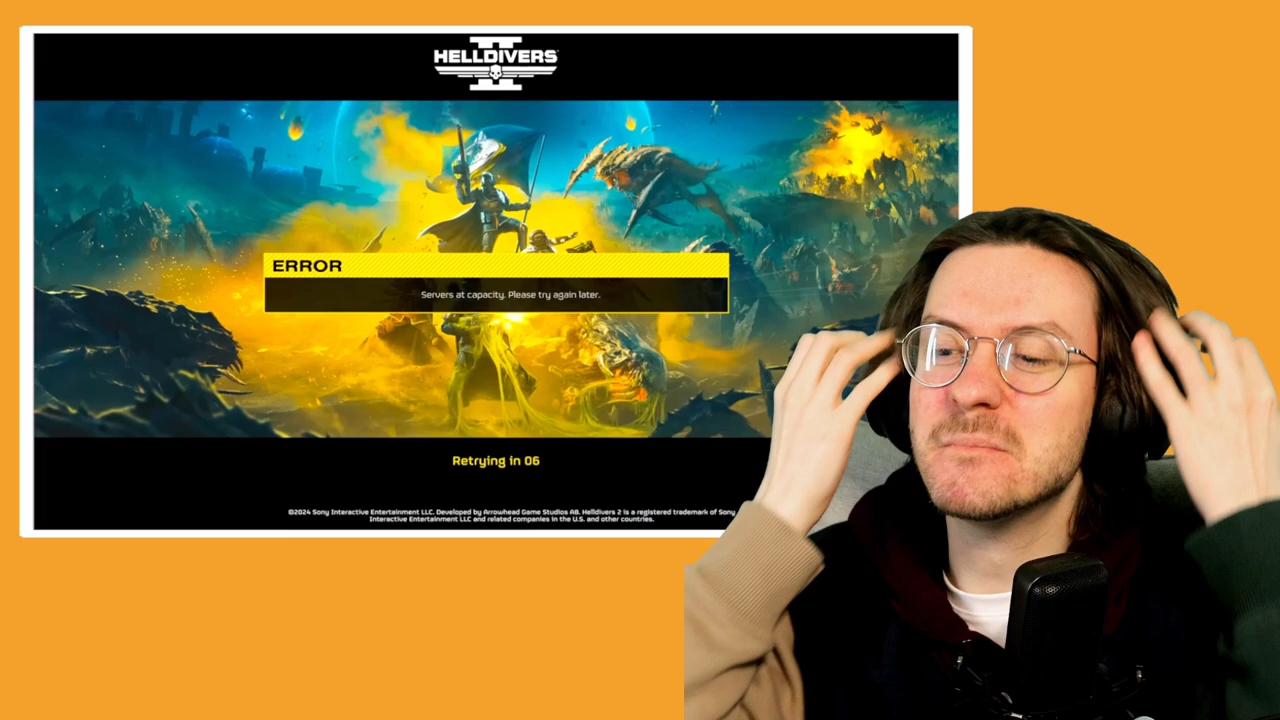 HELLDIVERS
II
ERROR
Servers at capacity. Please try again later.
Retrying in 06
©2024 Sony Interactive Entertainment LLC. Developed by Arrowhead Game Studios AB. Helldivers 2 is a registered trademark of Sony
Interactive Entertainment LLC and related companies in the U.S. and other countries.